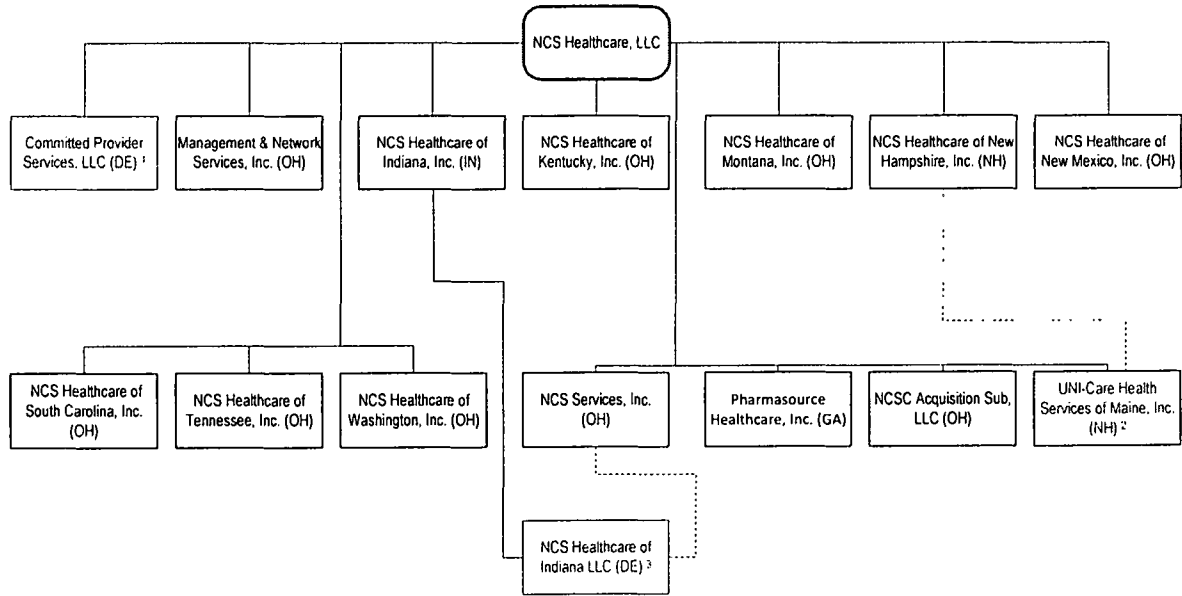 NCS Healthcare, LLC
Committed Provider
Services, LLC (DE) ¹
Management & Network
Services, Inc. (OH)
NCS Healthcare of
Indiana, Inc. (IN)
NCS Healthcare of
Kentucky, Inc. (OH)
NCS Healthcare of
Montana, Inc. (OH)
NCS Healthcare of New
Hampshire, Inc. (NH)
NCS Healthcare of
New Mexico, Inc. (OH)
NCS Healthcare of
South Carolina, Inc.
(OH)
NCS Healthcare of
Tennessee, Inc. (OH)
NCS Healthcare of
Washington, Inc. (OH)
NCS Services, Inc.
(OH)
Pharmasource
Healthcare, Inc. (GA)
NCSC Acquisition Sub,
LLC (OH)
UNI-Care Health
Services of Maine, Inc.
(NH) ²
NCS Healthcare of
Indiana LLC (DE) ³